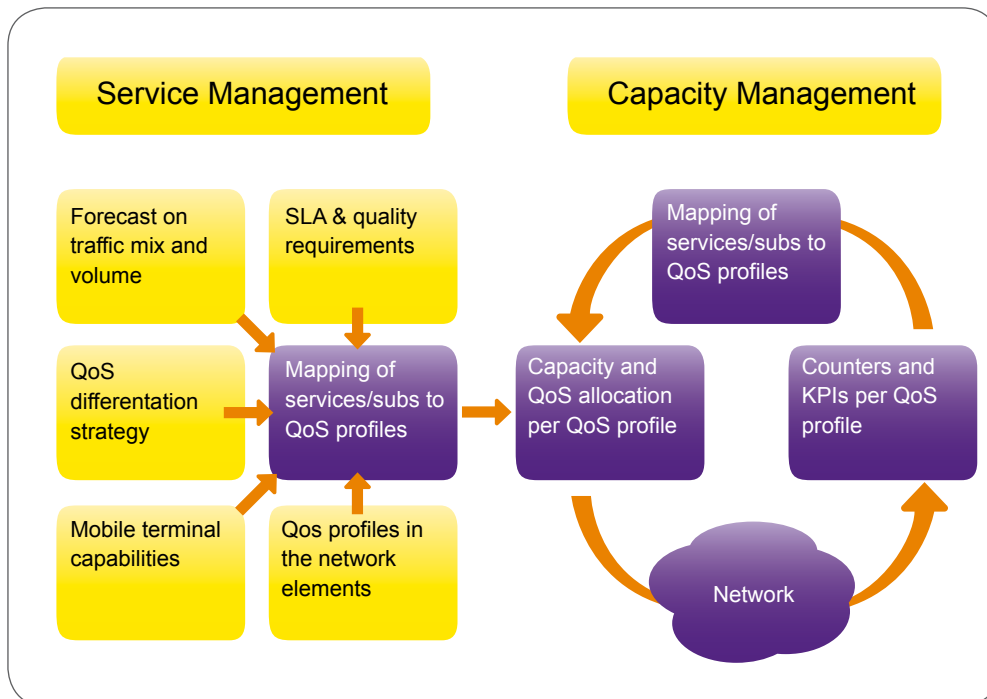 Service Management
Capacity Management
Forecast on
traffic mix and
volume
SLA & quality
requirements
QoS
differentation
strategy
Mapping of
services/subs to
QoS profiles
Mobile terminal
capabilities
Qos profiles in
the network
elements
Mapping of
services/subs to
QoS profiles
Capacity and
QoS allocation
per QoS profile
Counters and
KPIs per QoS
profile
Network